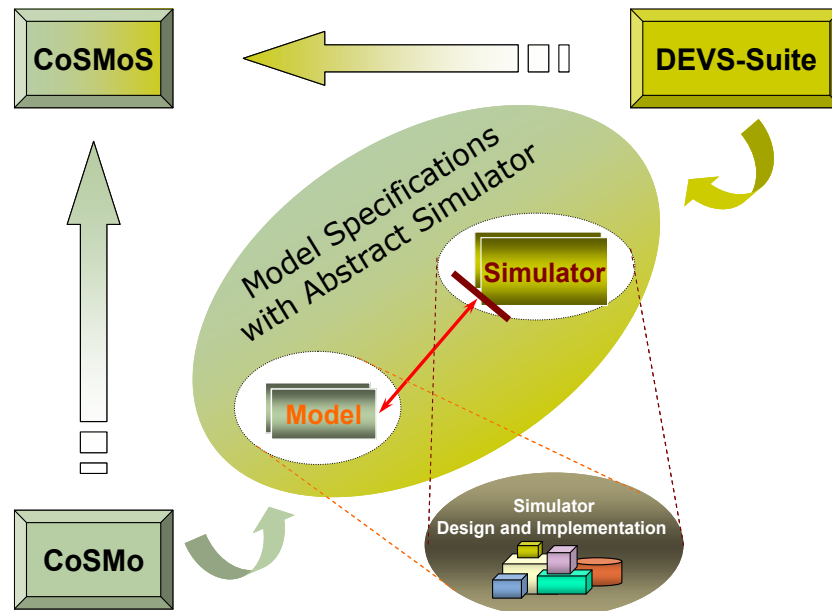 CoSMoS
DEVS-Suite
Model Specifications
with Abstract Simulator
Simulator
Model
Simulator
Design and Implementation
CoSMo